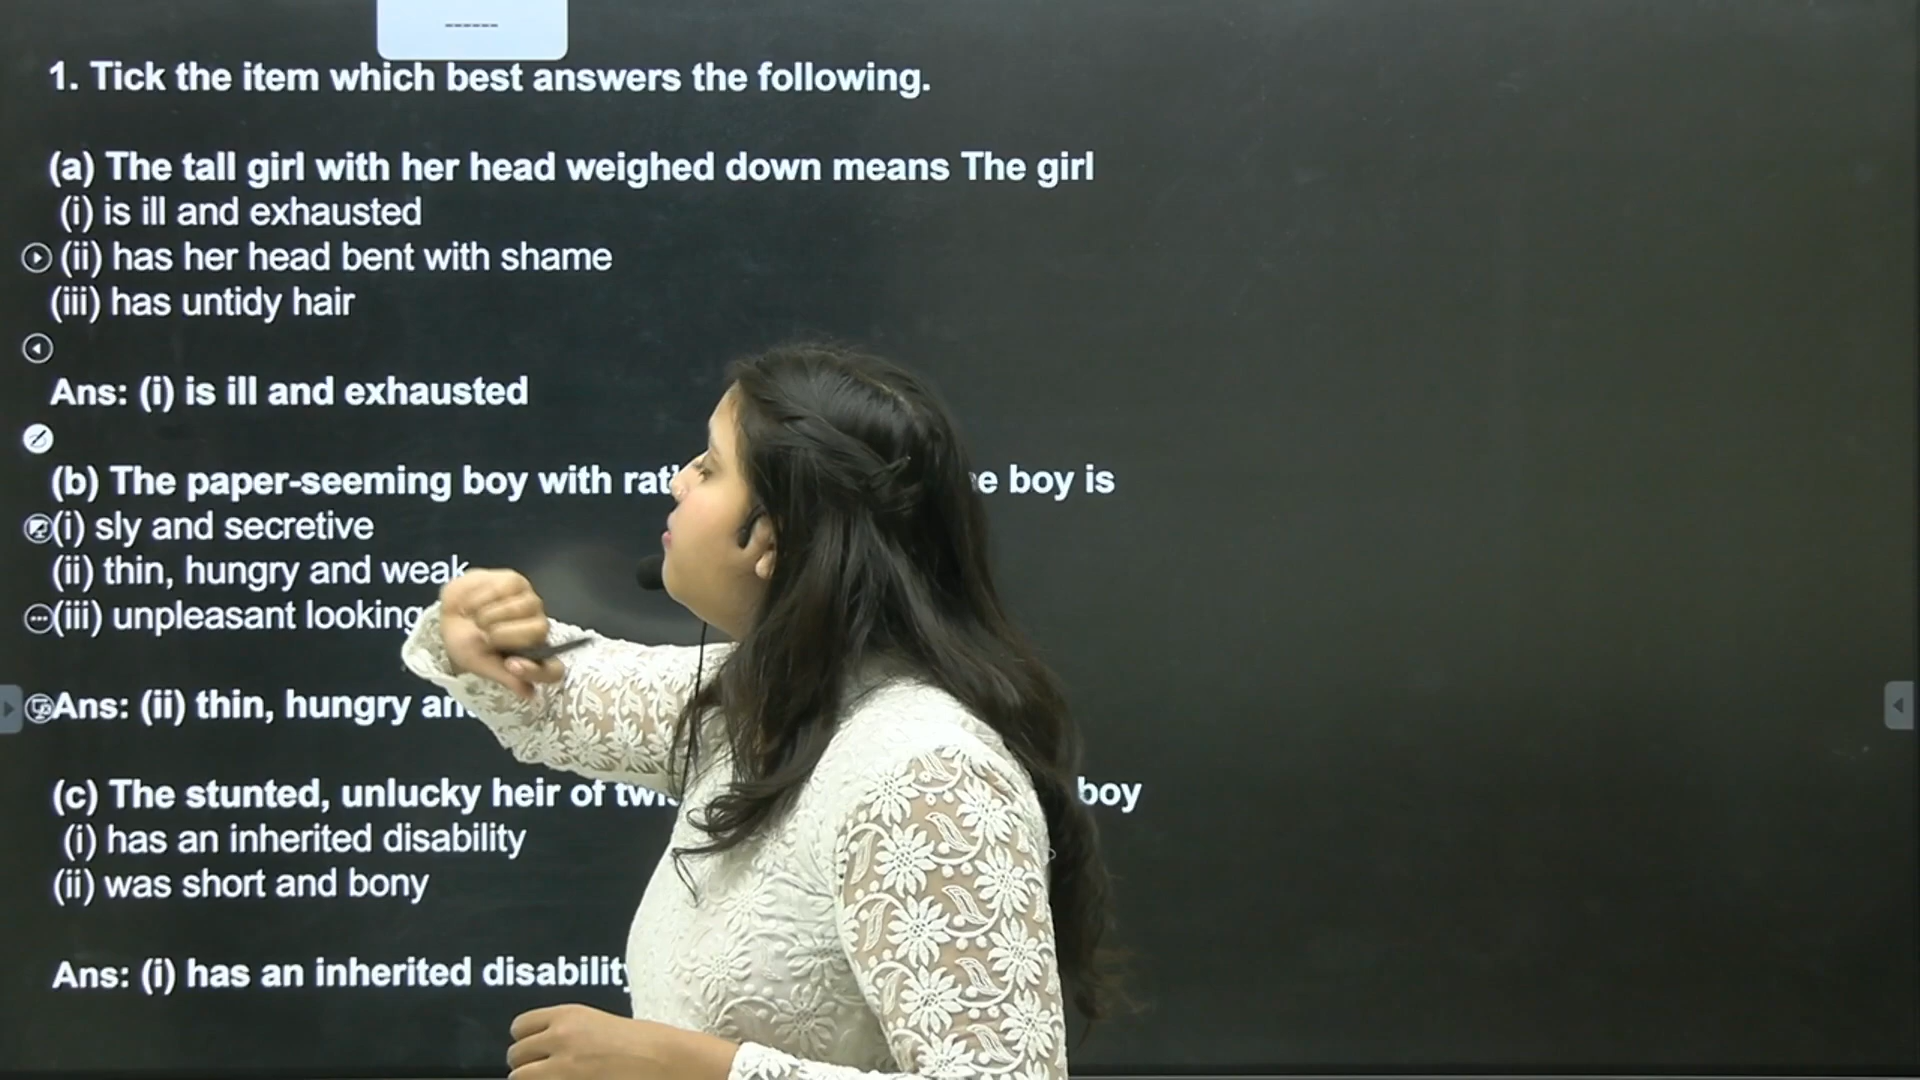 ------
1. Tick the item which best answers the following.
(a) The tall girl with her head weighed down means The girl
(i) is ill and exhausted
(ii) has her head bent with shame
(iii) has untidy hair
Ans: (i) is ill and exhausted
(b) The paper-seeming boy with boy is
(i) sly and secretive
(ii) thin, hungry and weak
(iii) unpleasant looking
Ans: (ii) thin, hungry
(c) The stunted, unlucky heir of boy
(i) has an inherited disability
(ii) was short and bony
Ans: (i) has an inherited disability